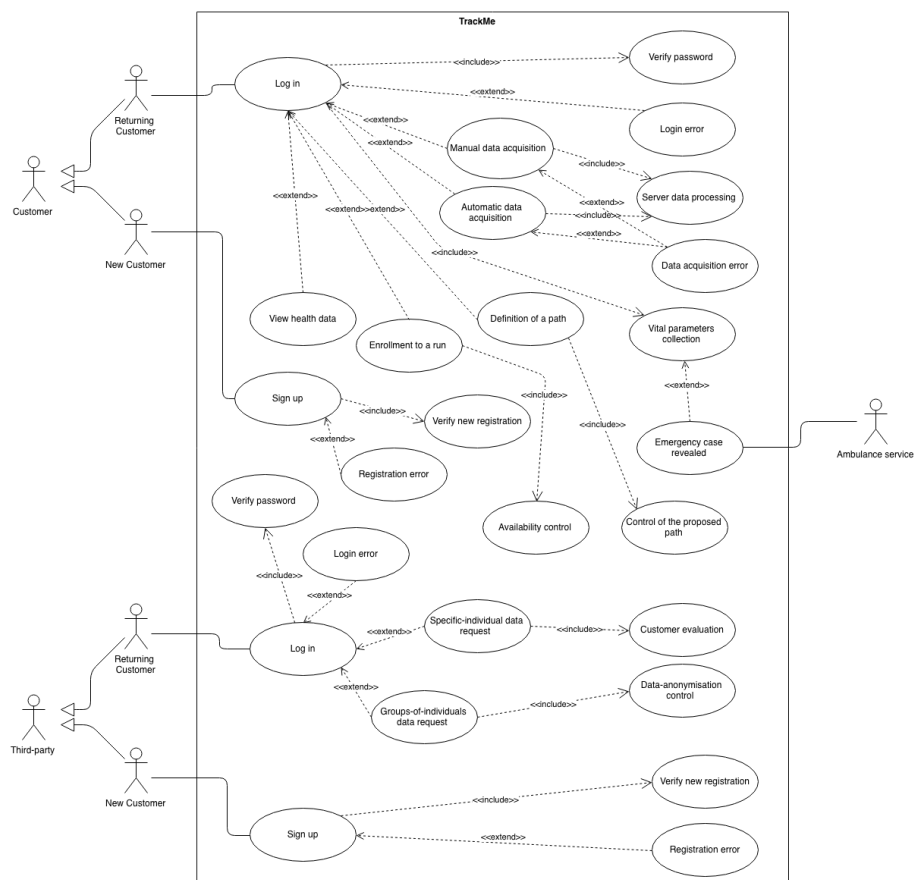 TrackMe
Verify password
<<include>>
Log in
<<extend>>
Returning
Customer
Login error
<<extend>>
Manual data acquisition
<<extend>>
<<include>>
Customer
Server data processing
<<extend>>
Automatic data
acquisition
<<include>>
<<extend>>
<<extend>>
<<extend>>
<<extend>>
<<include>>
New Customer
Data acquisition error
View health data
Definition of a path
Enrollment to a run
Vital parameters
collection
<<extend>>
<<include>>
Sign up
<<include>>
Verify new registration
<<include>>
<<extend>>
Emergency case
revealed
Ambulance service
Registration error
Verify password
Availability control
Control of the proposed
path
Login error
<<include>>
<<extend>>
Specific-individual data
request
<<include>>
Customer evaluation
<<extend>>
Returning
Customer
Log in
<<extend>>
Data-anonymisation
control
Groups-of-individuals
data request
<<include>>
Third-party
New Customer
Verify new registration
<<include>>
Sign up
<<extend>>
Registration error